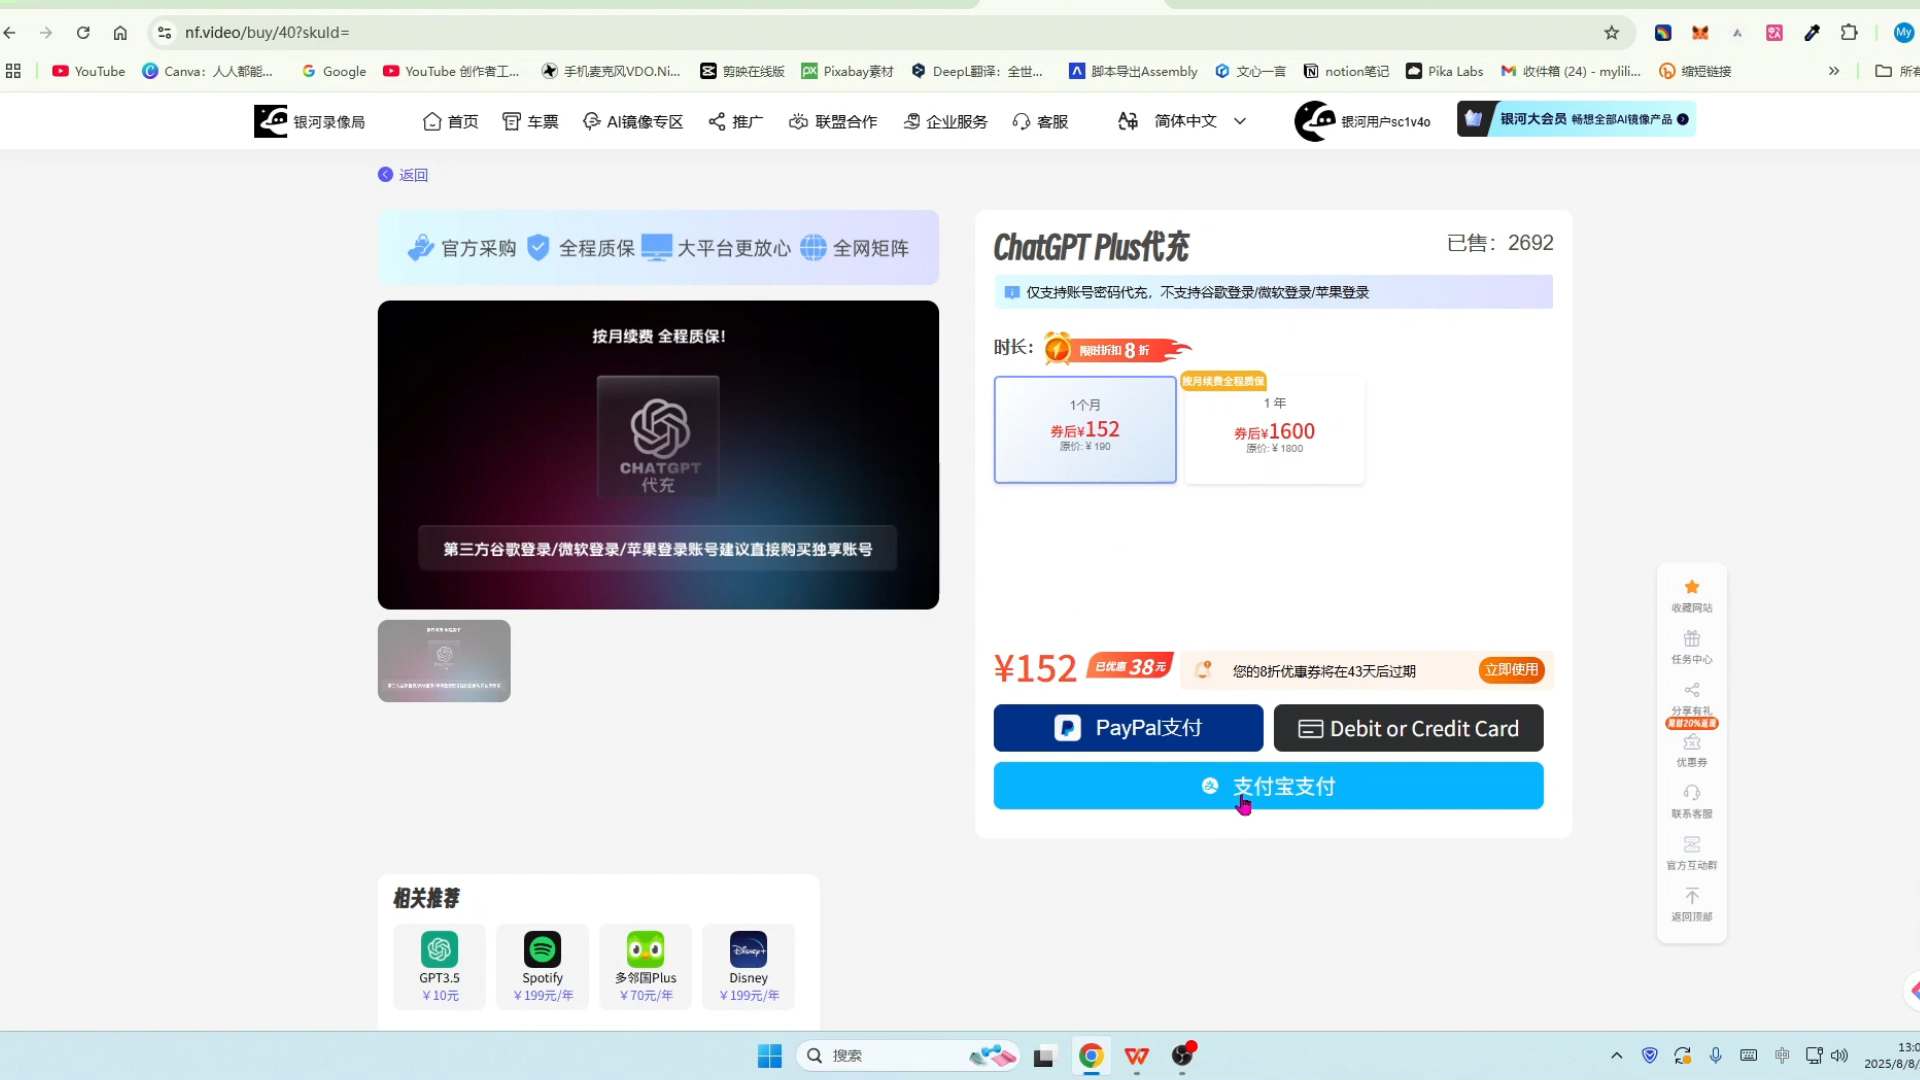 nf.video/buy/40?skuId=
My
YouTube
Canva：人人都能...
Google
YouTube 创作者工...
手机麦克风VDO.Ni...
剪映在线版
Pixabay素材
DeepL翻译：全世...
脚本导出Assembly
文心一言
notion笔记
Pika Labs
收件箱 (24) - mylili...
缩短链接
»
所有
银河录像局
首页
车票
AI镜像专区
推广
联盟合作
企业服务
客服
简体中文
银河用户sc1v4o
银河大会员 畅想全部AI镜像产品
返回
官方采购
全程质保
大平台更放心
全网矩阵
按月续费 全程质保！
CHATGPT
代充
第三方谷歌登录/微软登录/苹果登录账号建议直接购买独享账号
ChatGPT Plus代充
已售：2692
仅支持账号密码代充，不支持谷歌登录/微软登录/苹果登录
时长：
限时折扣 8 折
1个月
券后¥152
原价:￥190
按月续费全程质保
1 年
券后¥1600
原价:￥1800
¥152
已优惠 38元
您的8折优惠券将在43天后过期
立即使用
PayPal支付
Debit or Credit Card
支付宝支付
收藏网站
任务中心
分享有礼
优惠券
联系客服
官方互动群
返回顶部
相关推荐
GPT3.5
￥10元
Spotify
￥199元/年
多邻国Plus
￥70元/年
Disney+
Disney
￥199元/年
搜索
中
13:0
2025/8/8/